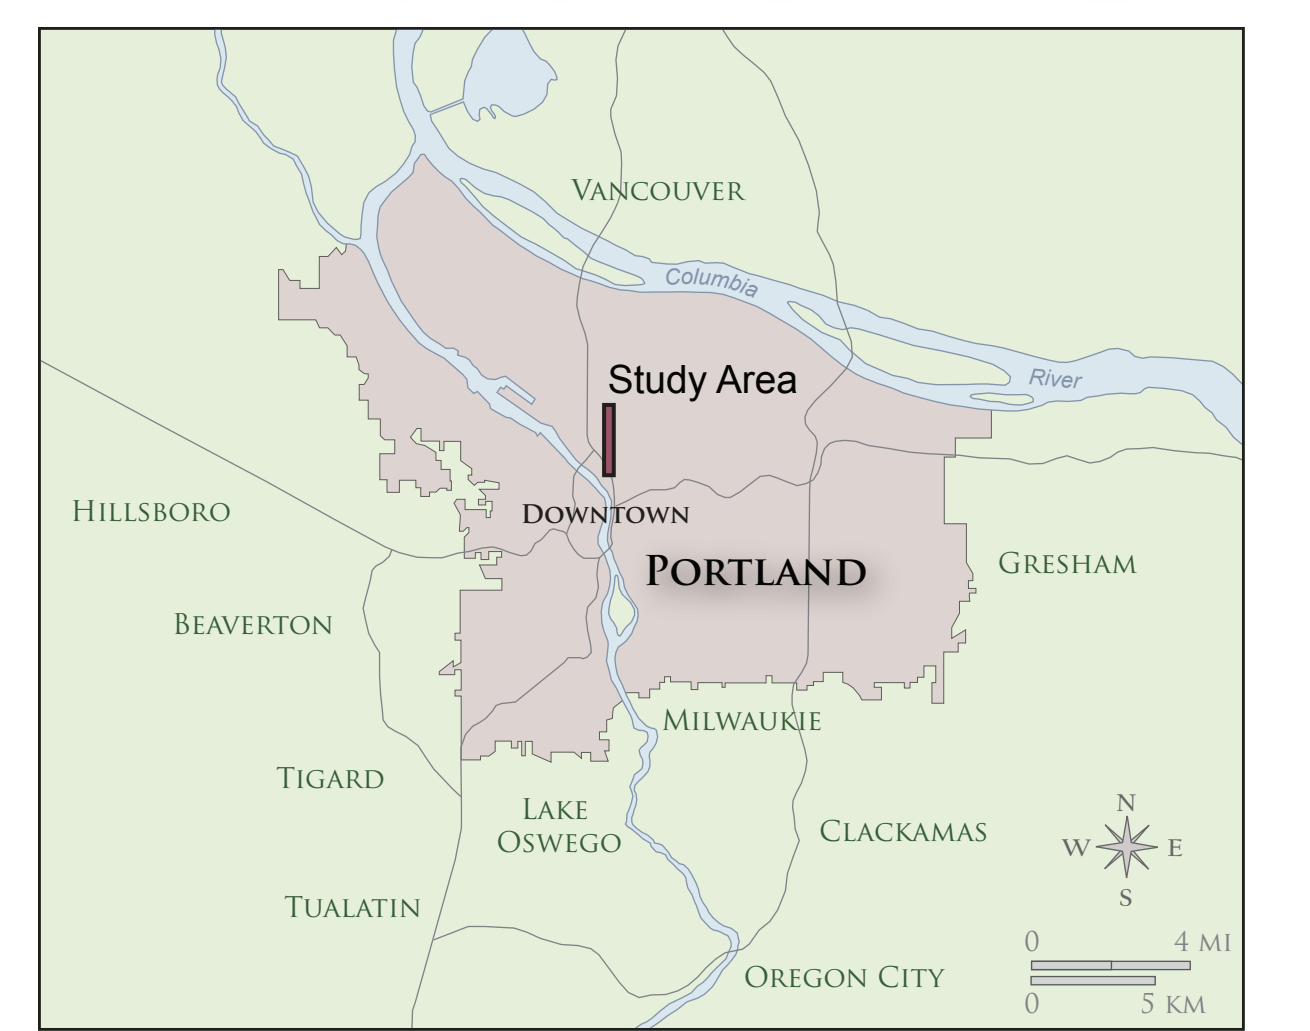 VANCOUVER
Columbia
River
Study Area
HILLSBORO
DOWNTOWN
PORTLAND
GRESHAM
BEAVERTON
MILWAUKIE
TIGARD
LAKE
OSWEGO
CLACKAMAS
TUALATIN
OREGON CITY
N
W E
S
0 4 MI
0 5 KM